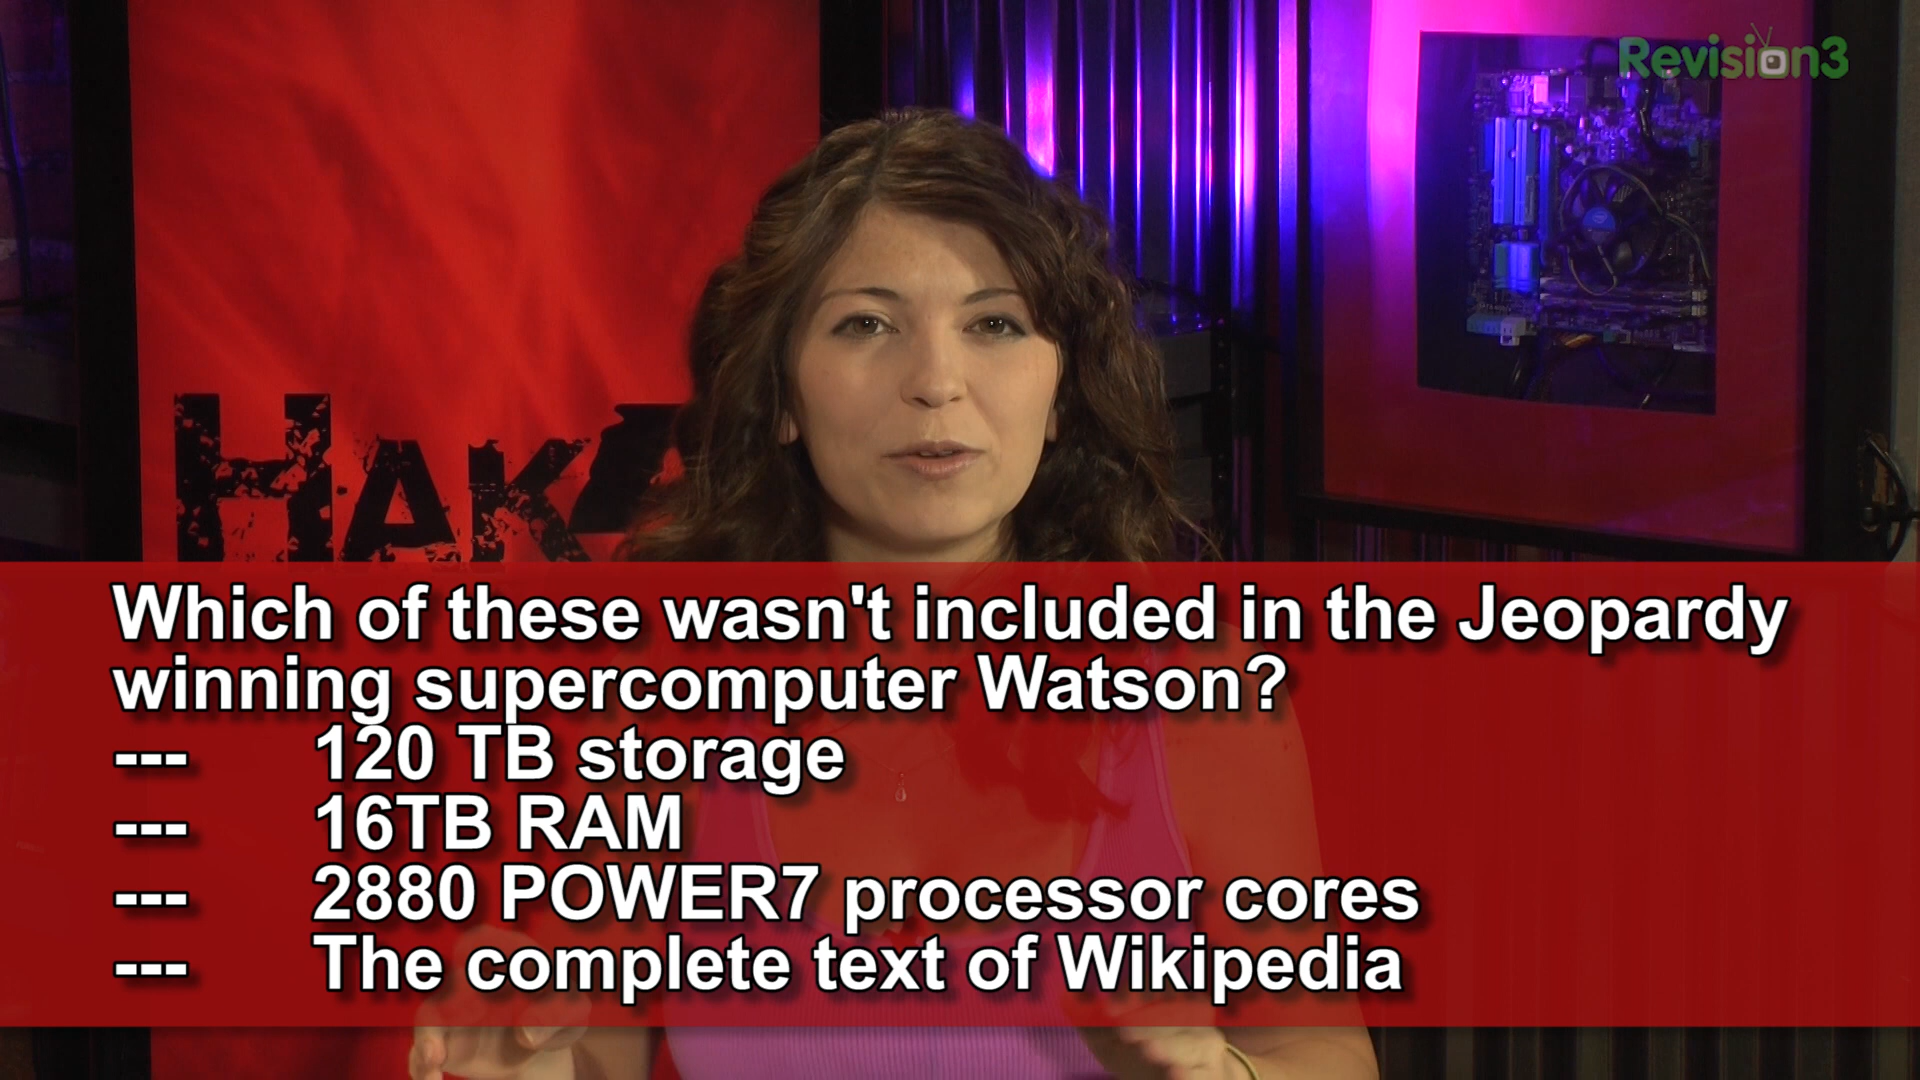 Revision3
Hak5
Which of these wasn't included in the Jeopardy
winning supercomputer Watson?
--- 120 TB storage
--- 16TB RAM
--- 2880 POWER7 processor cores
--- The complete text of Wikipedia